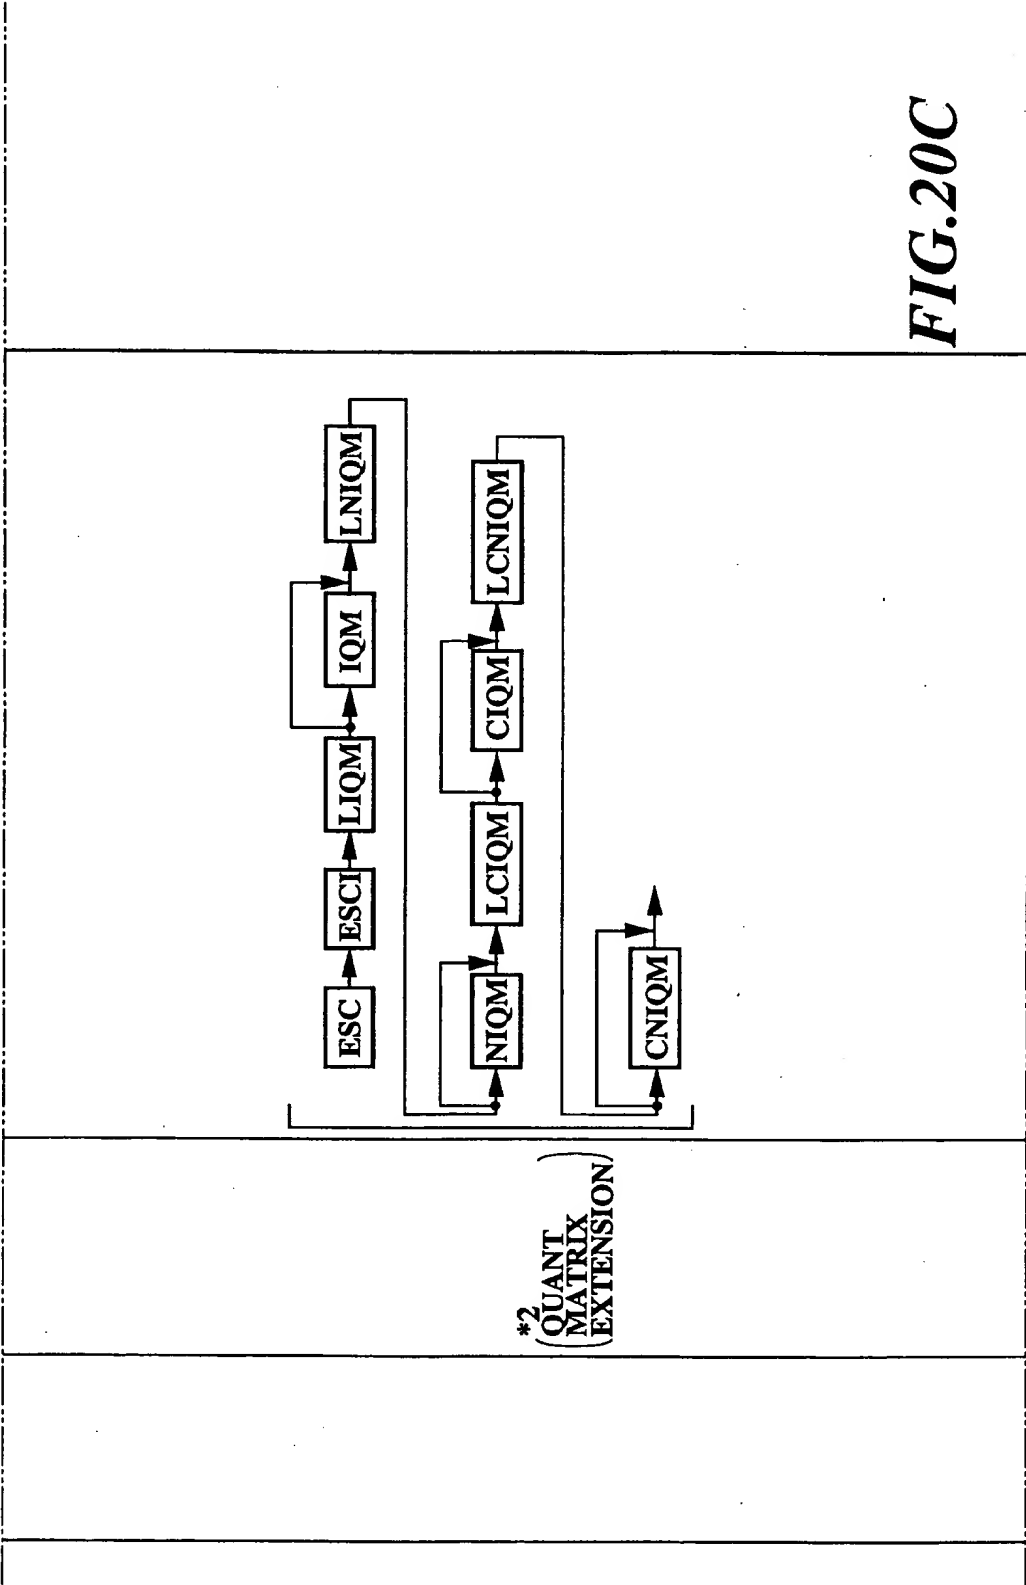 *2
(QUANT
MATRIX
EXTENSION)
ESC
ESCI
LIQM
IQM
LNIQM
NIQM
LCIQM
CIQM
LCNIQM
CNIQM
FIG.20C